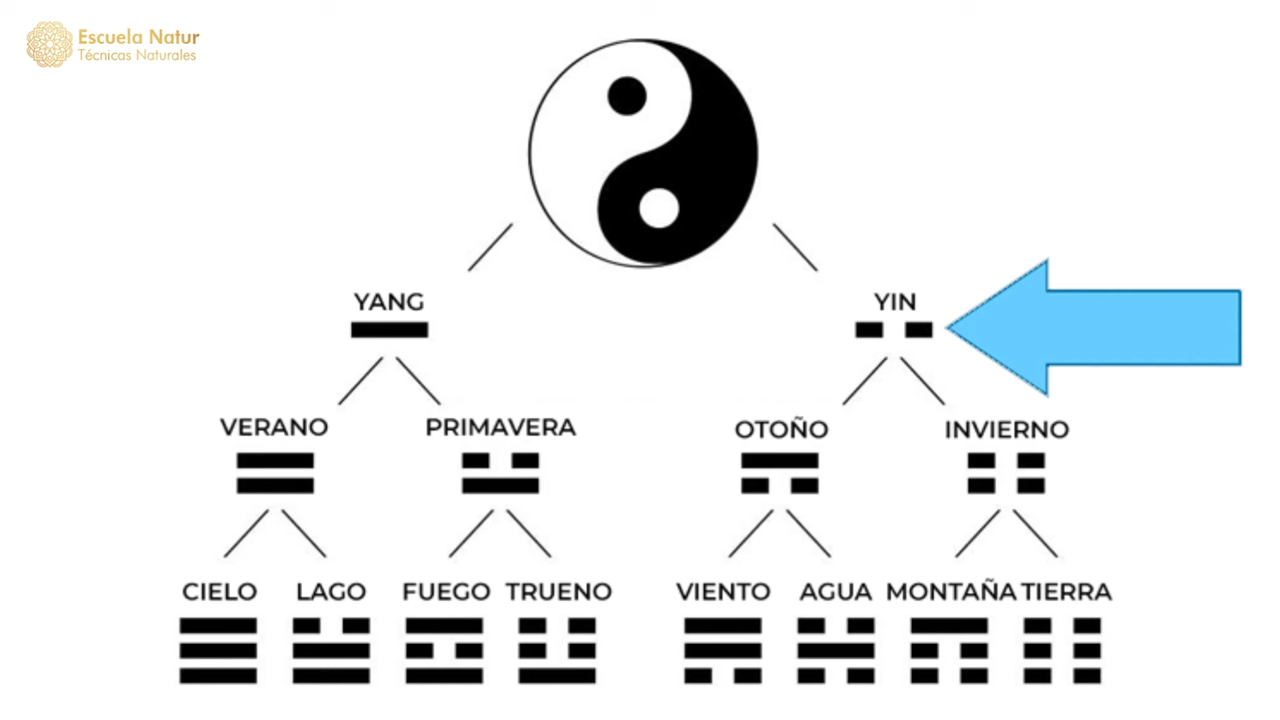 Escuela Natur
Técnicas Naturales
YANG
YIN
VERANO
PRIMAVERA
OTOÑO
INVIERNO
CIELO
LAGO
FUEGO
TRUENO
VIENTO
AGUA
MONTAÑA
TIERRA